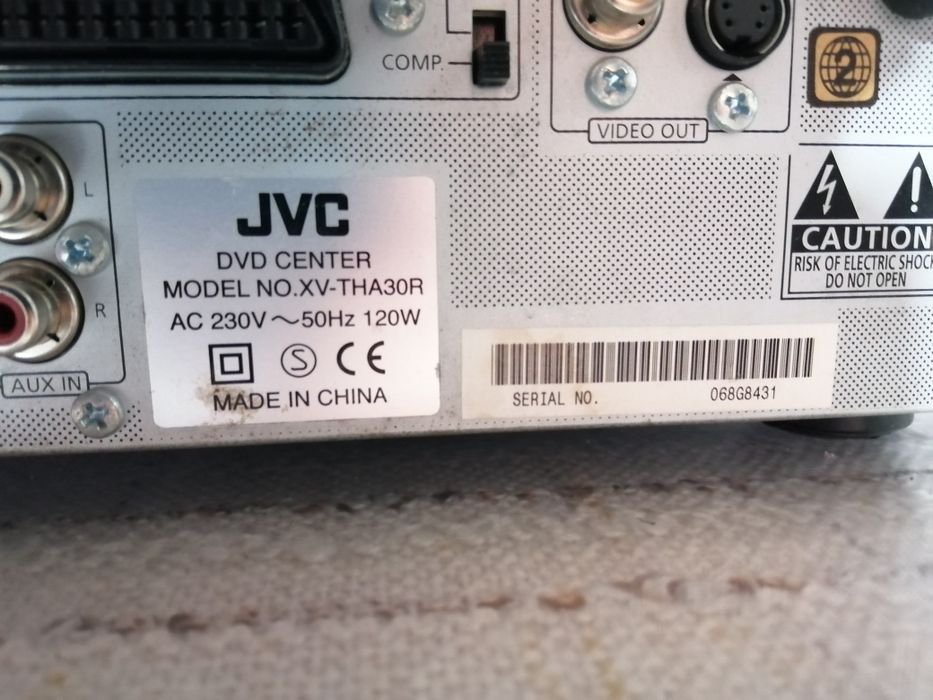 COMP.
VIDEO OUT
2
L
R
AUX IN
JVC
DVD CENTER
MODEL NO.XV-THA30R
AC 230V ～50Hz 120W
S CE
MADE IN CHINA
SERIAL NO. 068G8431
CAUTION
RISK OF ELECTRIC SHOCK
DO NOT OPEN